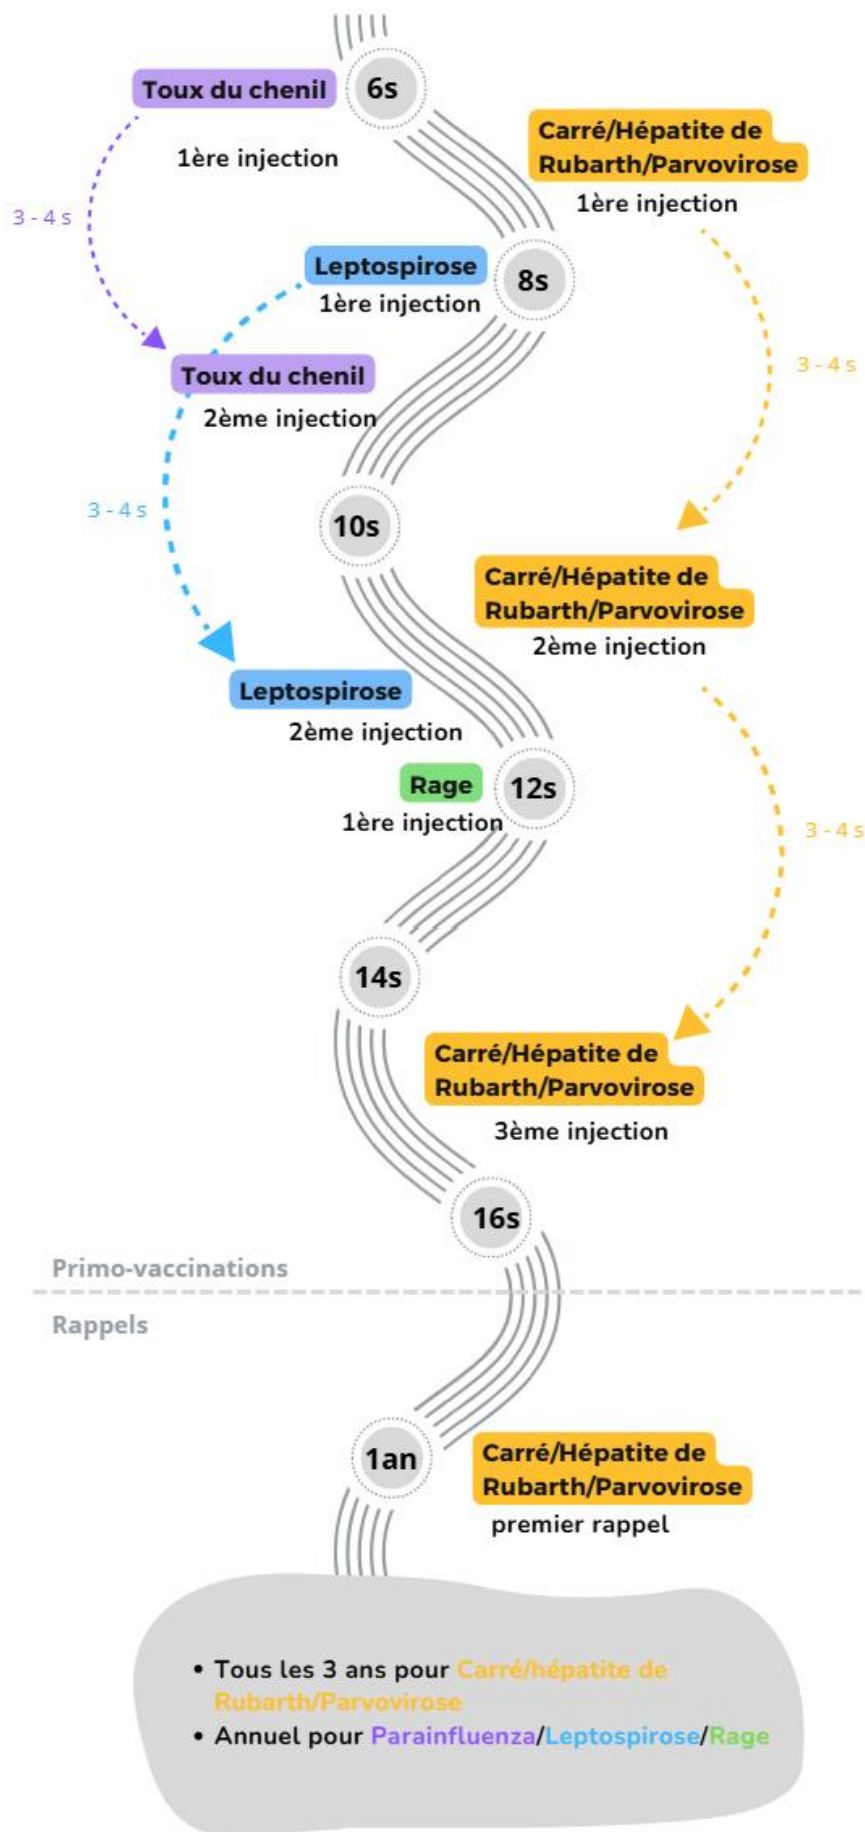 Toux du chenil
6s
Carré/Hépatite de
Rubarth/Parvovirose
1ère injection
1ère injection
3 - 4 s
Leptospirose
8s
1ère injection
3 - 4 s
Toux du chenil
2ème injection
3 - 4 s
10s
Carré/Hépatite de
Rubarth/Parvovirose
2ème injection
Leptospirose
2ème injection
Rage
12s
1ère injection
3 - 4 s
14s
Carré/Hépatite de
Rubarth/Parvovirose
3ème injection
16s
Primo-vaccinations
Rappels
1an
Carré/Hépatite de
Rubarth/Parvovirose
premier rappel
• Tous les 3 ans pour Carré/hépatite de
Rubarth/Parvovirose
• Annuel pour Parainfluenza/Leptospirose/Rage